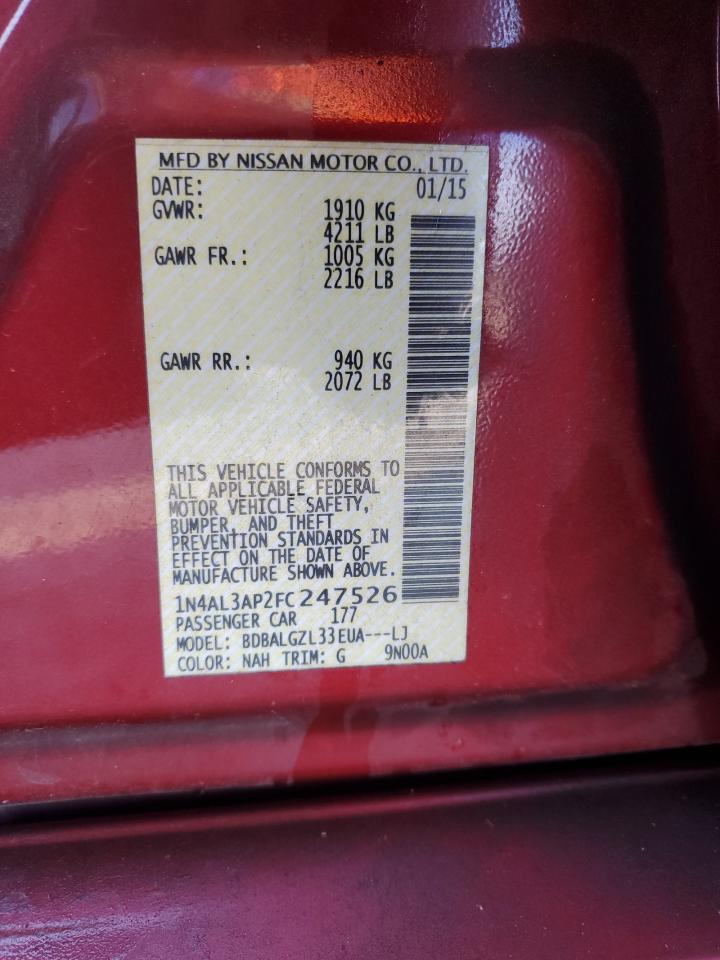 MFD BY NISSAN MOTOR CO., LTD.
DATE: 01/15
GVWR: 1910 KG
4211 LB
GAWR FR.: 1005 KG
2216 LB
GAWR RR.: 940 KG
2072 LB
THIS VEHICLE CONFORMS TO
ALL APPLICABLE FEDERAL
MOTOR VEHICLE SAFETY,
BUMPER, AND THEFT
PREVENTION STANDARDS IN
EFFECT ON THE DATE OF
MANUFACTURE SHOWN ABOVE.
1N4AL3AP2FC247526
PASSENGER CAR 177
MODEL: BDBALGZL33EUA---LJ
COLOR: NAH TRIM: G 9N00A